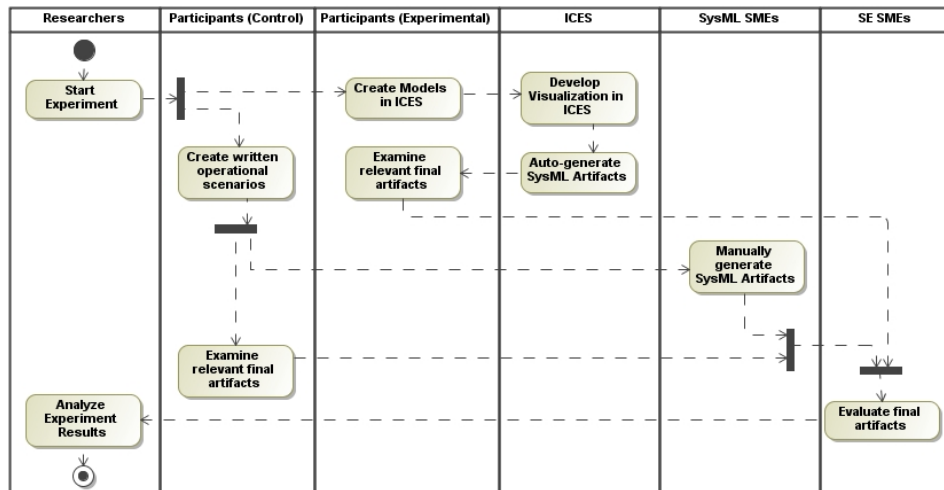 Researchers
Participants (Control)
Participants (Experimental)
ICES
SysML SMEs
SE SMEs
Start
Experiment
Create Models
in ICES
Develop
Visualization in
ICES
Create written
operational
scenarios
Examine
relevant final
artifacts
Auto-generate
SysML Artifacts
Manually
generate
SysML Artifacts
Examine
relevant final
artifacts
Analyze
Experiment
Results
Evaluate final
artifacts